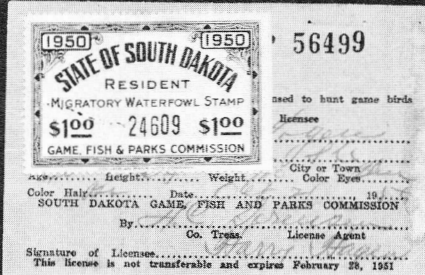 1950 1950
STATE OF SOUTH DAKOTA
RESIDENT
MIGRATORY WATERFOWL STAMP
$1.00 24609 $1.00
GAME, FISH & PARKS COMMISSION
56499
sed to hunt game birds
licensee
City or Town
Height Weight Color Eyes
Color Hair Date 19
SOUTH DAKOTA GAME, FISH AND PARKS COMMISSION
By
Co. Treas. License Agent
Signature of Licensee Harry
This license is not transferable and expires February 28, 1951